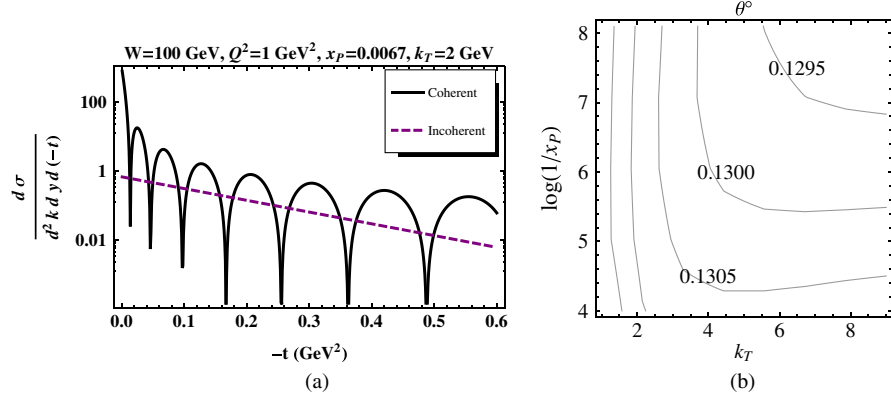 W=100 GeV, Q²=1 GeV², x_P=0.0067, k_T=2 GeV
100
1
0.01
dσ
d²k dy d(−t)
Coherent
Incoherent
0.0 0.1 0.2 0.3 0.4 0.5 0.6
−t (GeV²)
(a)
θ°
8
7
6
5
4
log(1/x_P)
0.1295
0.1300
0.1305
2 4 6 8
k_T
(b)